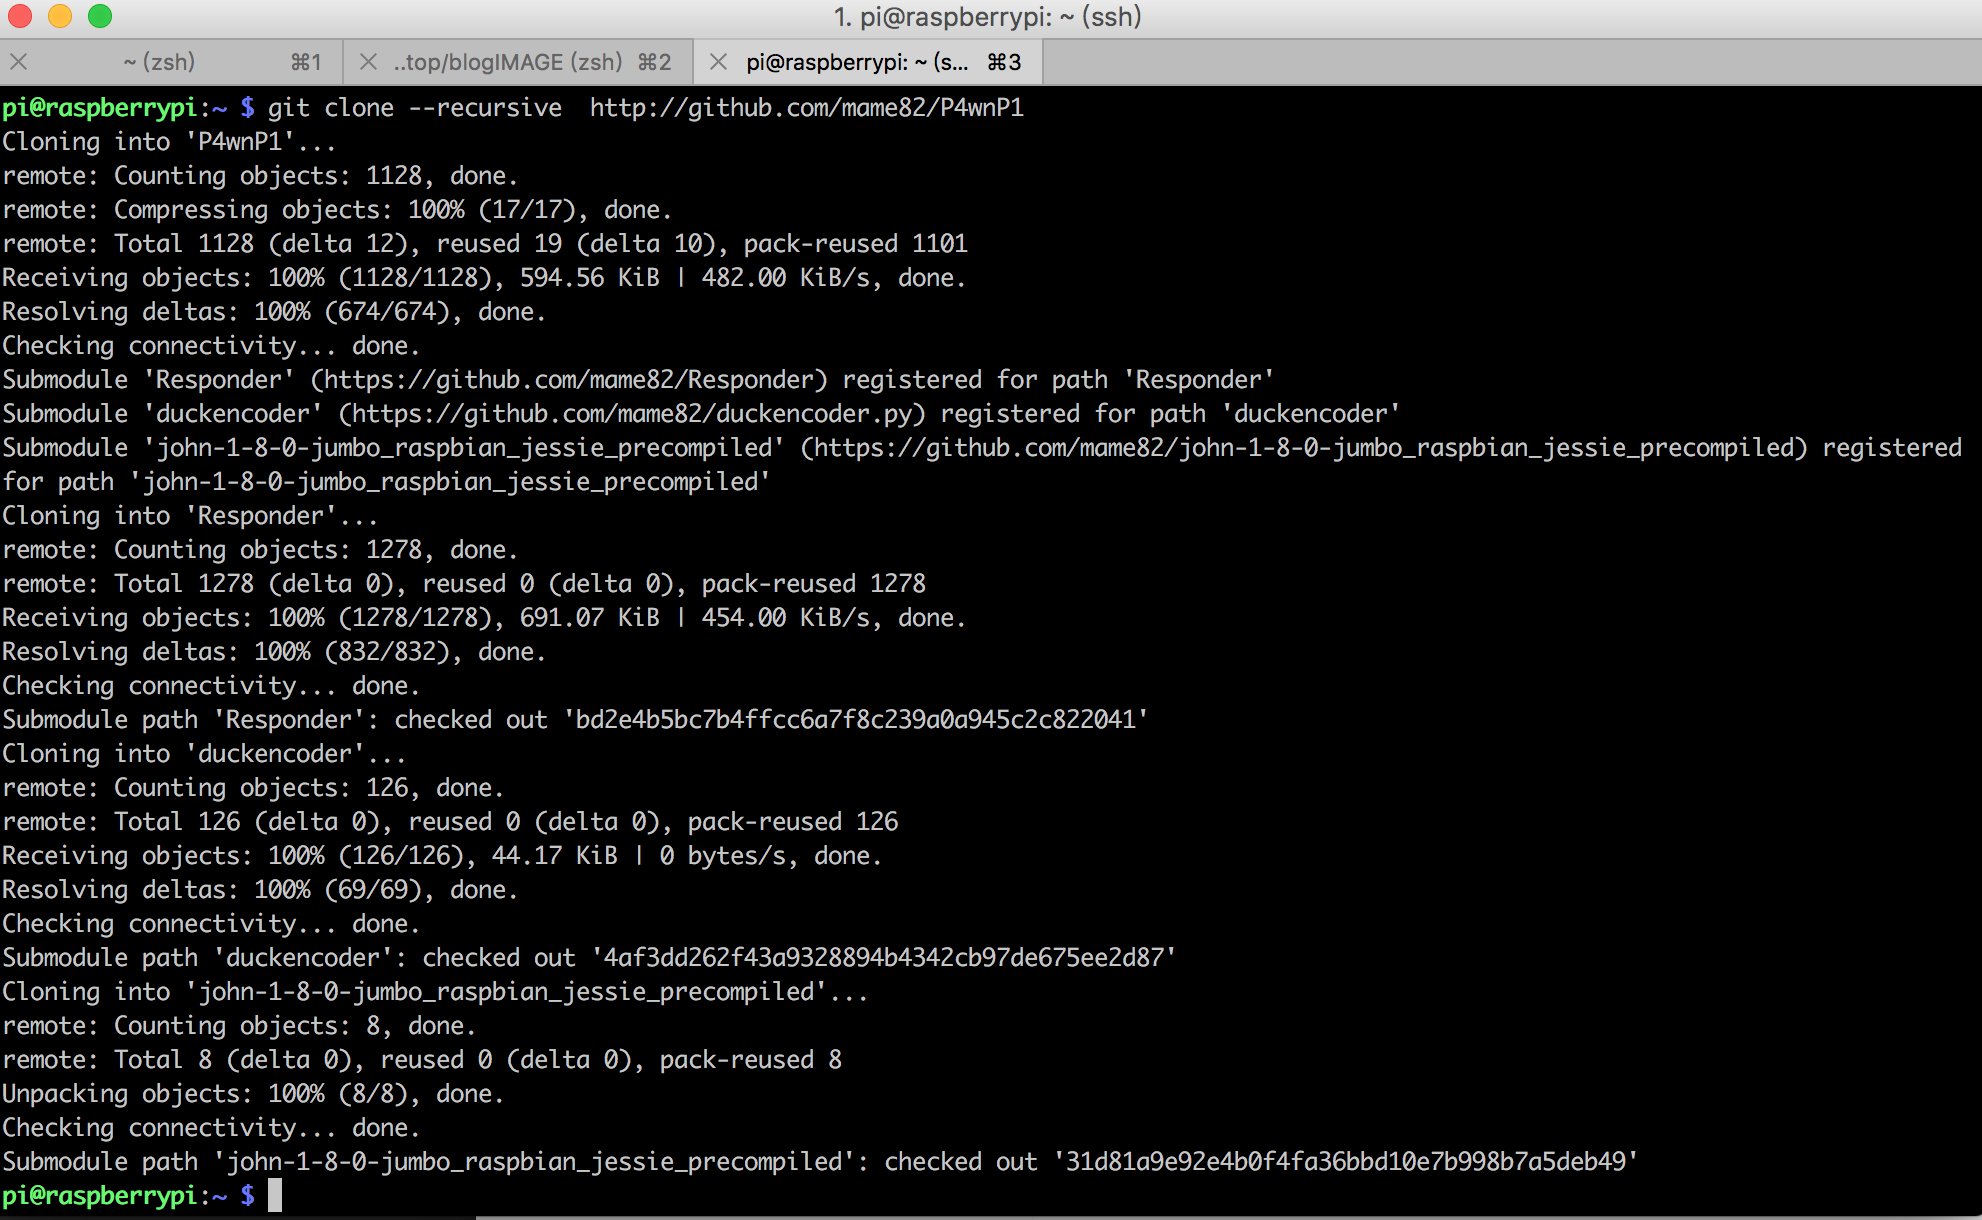 1. pi@raspberrypi: ~ (ssh)
~ (zsh) ⌘1 ..top/blogIMAGE (zsh) ⌘2 pi@raspberrypi: ~ (s... ⌘3
pi@raspberrypi:~ $ git clone --recursive  http://github.com/mame82/P4wnP1
Cloning into 'P4wnP1'...
remote: Counting objects: 1128, done.
remote: Compressing objects: 100% (17/17), done.
remote: Total 1128 (delta 12), reused 19 (delta 10), pack-reused 1101
Receiving objects: 100% (1128/1128), 594.56 KiB | 482.00 KiB/s, done.
Resolving deltas: 100% (674/674), done.
Checking connectivity... done.
Submodule 'Responder' (https://github.com/mame82/Responder) registered for path 'Responder'
Submodule 'duckencoder' (https://github.com/mame82/duckencoder.py) registered for path 'duckencoder'
Submodule 'john-1-8-0-jumbo_raspbian_jessie_precompiled' (https://github.com/mame82/john-1-8-0-jumbo_raspbian_jessie_precompiled) registered
for path 'john-1-8-0-jumbo_raspbian_jessie_precompiled'
Cloning into 'Responder'...
remote: Counting objects: 1278, done.
remote: Total 1278 (delta 0), reused 0 (delta 0), pack-reused 1278
Receiving objects: 100% (1278/1278), 691.07 KiB | 454.00 KiB/s, done.
Resolving deltas: 100% (832/832), done.
Checking connectivity... done.
Submodule path 'Responder': checked out 'bd2e4b5bc7b4ffcc6a7f8c239a0a945c2c822041'
Cloning into 'duckencoder'...
remote: Counting objects: 126, done.
remote: Total 126 (delta 0), reused 0 (delta 0), pack-reused 126
Receiving objects: 100% (126/126), 44.17 KiB | 0 bytes/s, done.
Resolving deltas: 100% (69/69), done.
Checking connectivity... done.
Submodule path 'duckencoder': checked out '4af3dd262f43a9328894b4342cb97de675ee2d87'
Cloning into 'john-1-8-0-jumbo_raspbian_jessie_precompiled'...
remote: Counting objects: 8, done.
remote: Total 8 (delta 0), reused 0 (delta 0), pack-reused 8
Unpacking objects: 100% (8/8), done.
Checking connectivity... done.
Submodule path 'john-1-8-0-jumbo_raspbian_jessie_precompiled': checked out '31d81a9e92e4b0f4fa36bbd10e7b998b7a5deb49'
pi@raspberrypi:~ $